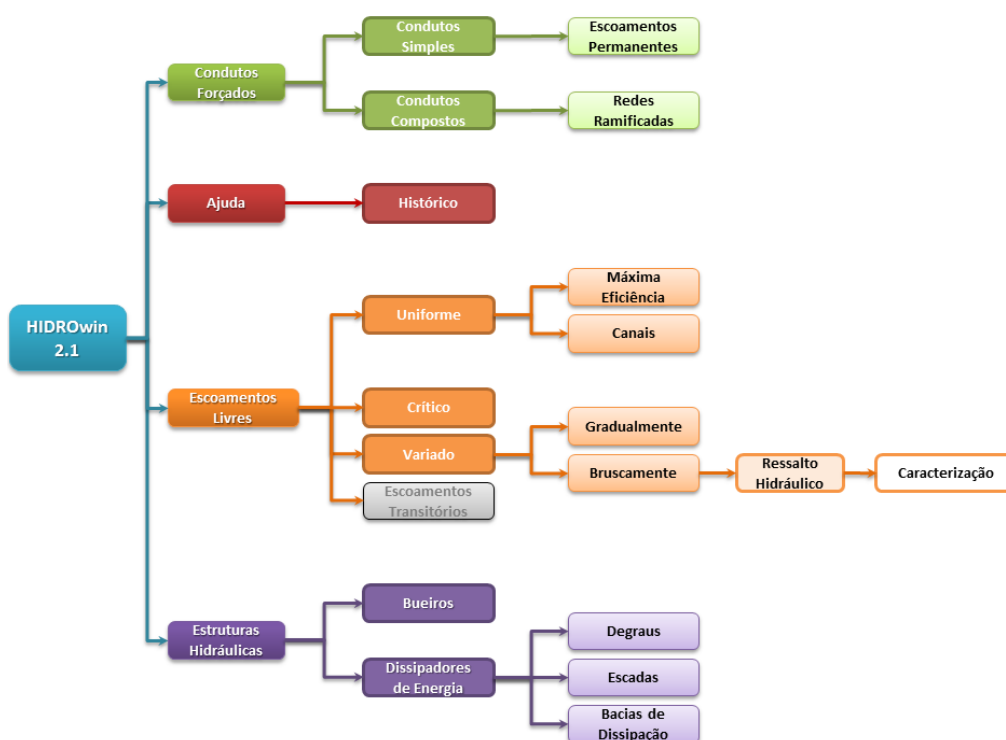 HIDROwin
2.1
Condutos
Forçados
Condutos
Simples
Escoamentos
Permanentes
Condutos
Compostos
Redes
Ramificadas
Ajuda
Histórico
Escoamentos
Livres
Uniforme
Máxima
Eficiência
Canais
Crítico
Variado
Gradualmente
Bruscamente
Ressalto
Hidráulico
Caracterização
Escoamentos
Transitórios
Estruturas
Hidráulicas
Bueiros
Dissipadores
de Energia
Degraus
Escadas
Bacias de
Dissipação